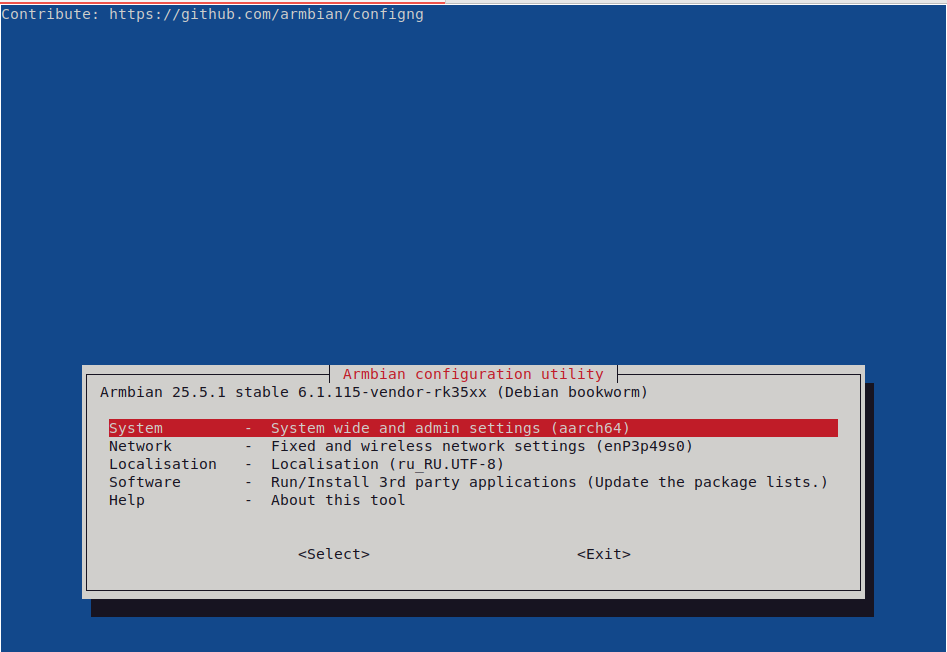 Contribute: https://github.com/armbian/configng
Armbian configuration utility
Armbian 25.5.1 stable 6.1.115-vendor-rk35xx (Debian bookworm)
System - System wide and admin settings (aarch64)
Network - Fixed and wireless network settings (enP3p49s0)
Localisation - Localisation (ru_RU.UTF-8)
Software - Run/Install 3rd party applications (Update the package lists.)
Help - About this tool
<Select> <Exit>